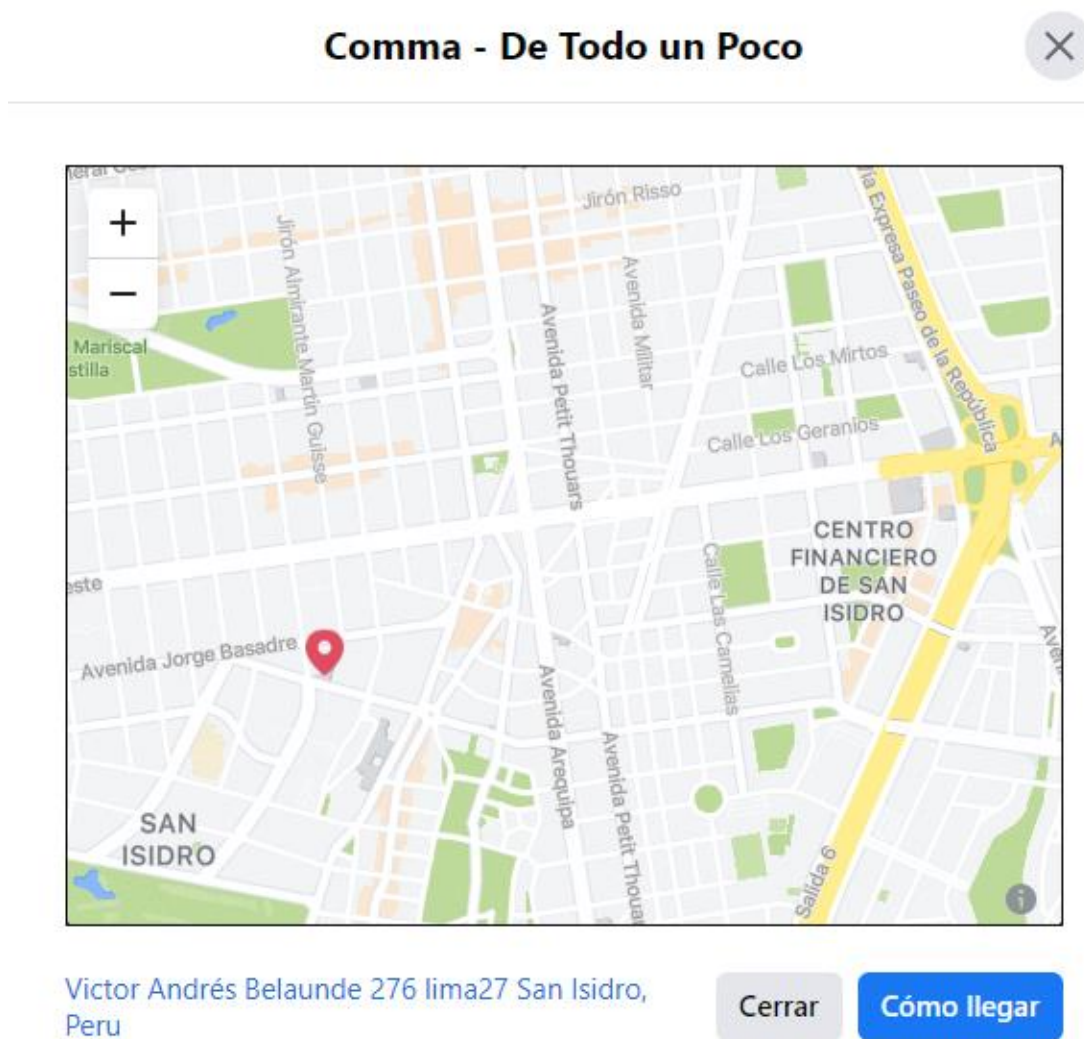 Comma - De Todo un Poco
Jirón Risso
Vía Expresa Paseo de la República
Jirón Almirante Martín Guisse
Avenida Militar
Avenida Petit Thouars
Mariscal
stilla
Calle Los Mirtos
Calle Los Geranios
CENTRO
FINANCIERO
DE SAN
ISIDRO
Calle Las Camelias
este
Avenida Jorge Basadre
Avenida Arequipa
Avenida Petit Thouar
SAN
ISIDRO
Salida 6
Victor Andrés Belaunde 276 lima27 San Isidro,
Peru
Cerrar
Cómo llegar